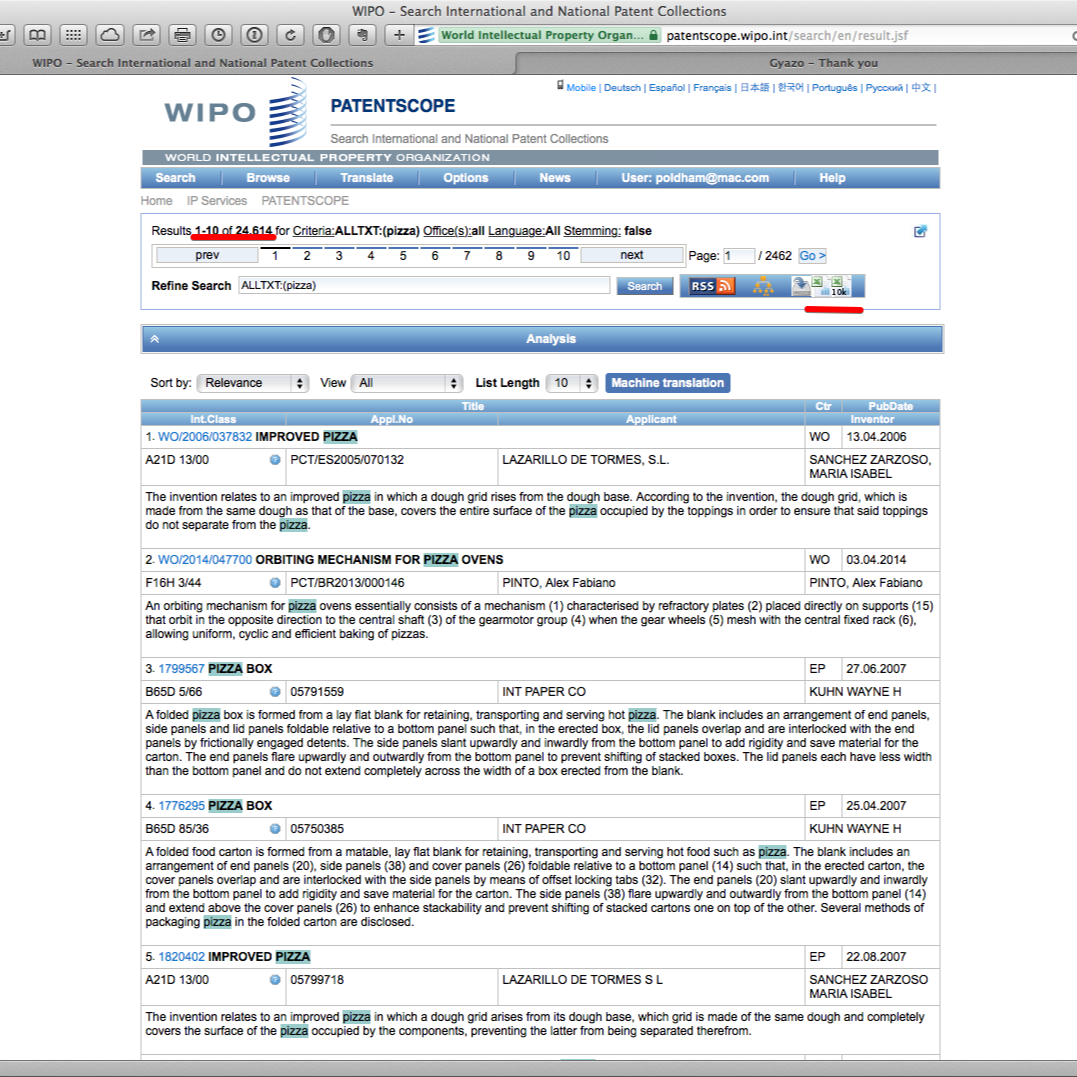 WIPO – Search International and National Patent Collections
World Intellectual Property Organ... patentscope.wipo.int/search/en/result.jsf
WIPO – Search International and National Patent Collections
Gyazo – Thank you
Mobile | Deutsch | Español | Français | 日本語 | 한국어 | Português | Русский | 中文 |
WIPO
PATENTSCOPE
Search International and National Patent Collections
WORLD INTELLECTUAL PROPERTY ORGANIZATION
Search Browse Translate Options News User: poldham@mac.com Help
Home IP Services PATENTSCOPE
Results 1-10 of 24,614 for Criteria:ALLTXT:(pizza) Office(s):all Language:All Stemming: false
prev 1 2 3 4 5 6 7 8 9 10 next Page: 1 / 2462 Go >
Refine Search ALLTXT:(pizza) Search RSS 10k
Analysis
Sort by: Relevance View All List Length 10 Machine translation
Title Ctr PubDate
Int.Class Appl.No Applicant Inventor
1. WO/2006/037832 IMPROVED PIZZA WO 13.04.2006
A21D 13/00 PCT/ES2005/070132 LAZARILLO DE TORMES, S.L. SANCHEZ ZARZOSO,
MARIA ISABEL
The invention relates to an improved pizza in which a dough grid rises from the dough base. According to the invention, the dough grid, which is
made from the same dough as that of the base, covers the entire surface of the pizza occupied by the toppings in order to ensure that said toppings
do not separate from the pizza.
2. WO/2014/047700 ORBITING MECHANISM FOR PIZZA OVENS WO 03.04.2014
F16H 3/44 PCT/BR2013/000146 PINTO, Alex Fabiano PINTO, Alex Fabiano
An orbiting mechanism for pizza ovens essentially consists of a mechanism (1) characterised by refractory plates (2) placed directly on supports (15)
that orbit in the opposite direction to the central shaft (3) of the gearmotor group (4) when the gear wheels (5) mesh with the central fixed rack (6),
allowing uniform, cyclic and efficient baking of pizzas.
3. 1799567 PIZZA BOX EP 27.06.2007
B65D 5/66 05791559 INT PAPER CO KUHN WAYNE H
A folded pizza box is formed from a lay flat blank for retaining, transporting and serving hot pizza. The blank includes an arrangement of end panels,
side panels and lid panels foldable relative to a bottom panel such that, in the erected box, the lid panels overlap and are interlocked with the end
panels by frictionally engaged detents. The side panels slant upwardly and inwardly from the bottom panel to add rigidity and save material for the
carton. The end panels flare upwardly and outwardly from the bottom panel to prevent shifting of stacked boxes. The lid panels each have less width
than the bottom panel and do not extend completely across the width of a box erected from the blank.
4. 1776295 PIZZA BOX EP 25.04.2007
B65D 85/36 05750385 INT PAPER CO KUHN WAYNE H
A folded food carton is formed from a matable, lay flat blank for retaining, transporting and serving hot food such as pizza. The blank includes an
arrangement of end panels (20), side panels (38) and cover panels (26) foldable relative to a bottom panel (14) such that, in the erected carton, the
cover panels overlap and are interlocked with the side panels by means of offset locking tabs (32). The end panels (20) slant upwardly and inwardly
from the bottom panel to add rigidity and save material for the carton. The side panels (38) flare upwardly and outwardly from the bottom panel (14)
and extend above the cover panels (26) to enhance stackability and prevent shifting of stacked cartons one on top of the other. Several methods of
packaging pizza in the folded carton are disclosed.
5. 1820402 IMPROVED PIZZA EP 22.08.2007
A21D 13/00 05799718 LAZARILLO DE TORMES S L SANCHEZ ZARZOSO
MARIA ISABEL
The invention relates to an improved pizza in which a dough grid arises from its dough base, which grid is made of the same dough and completely
covers the surface of the pizza occupied by the components, preventing the latter from being separated therefrom.